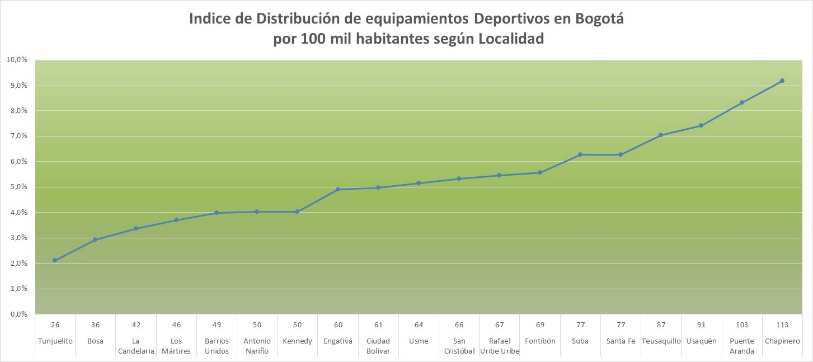 Indice de Distribución de equipamientos Deportivos en Bogotá
por 100 mil habitantes según Localidad
10,0%
9,0%
8,0%
7,0%
6,0%
5,0%
4,0%
3,0%
2,0%
1,0%
0,0%
26 36 42 46 49 50 50 60 61 64 66 67 69 77 77 87 91 103 113
Tunjuelito Bosa La Candelaria Los Mártires Barrios Unidos Antonio Nariño Kennedy Engativá Ciudad Bolívar Usme San Cristóbal Rafael Uribe Uribe Fontibón Suba Santa Fe Teusaquillo Usaquén Puente Aranda Chapinero